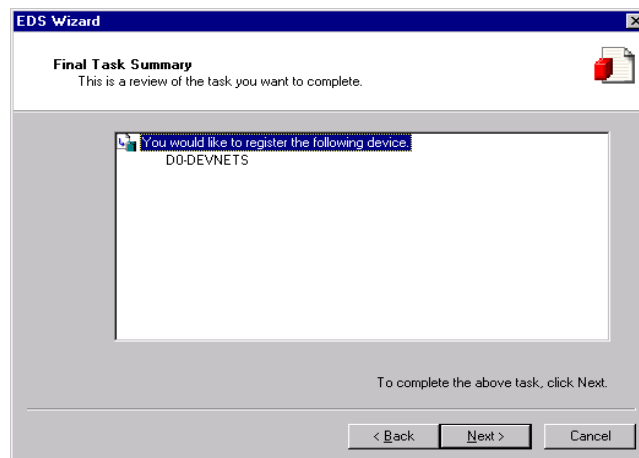 EDS Wizard
Final Task Summary
This is a review of the task you want to complete.
You would like to register the following device.
D0-DEVNETS
To complete the above task, click Next.
< Back
Next >
Cancel